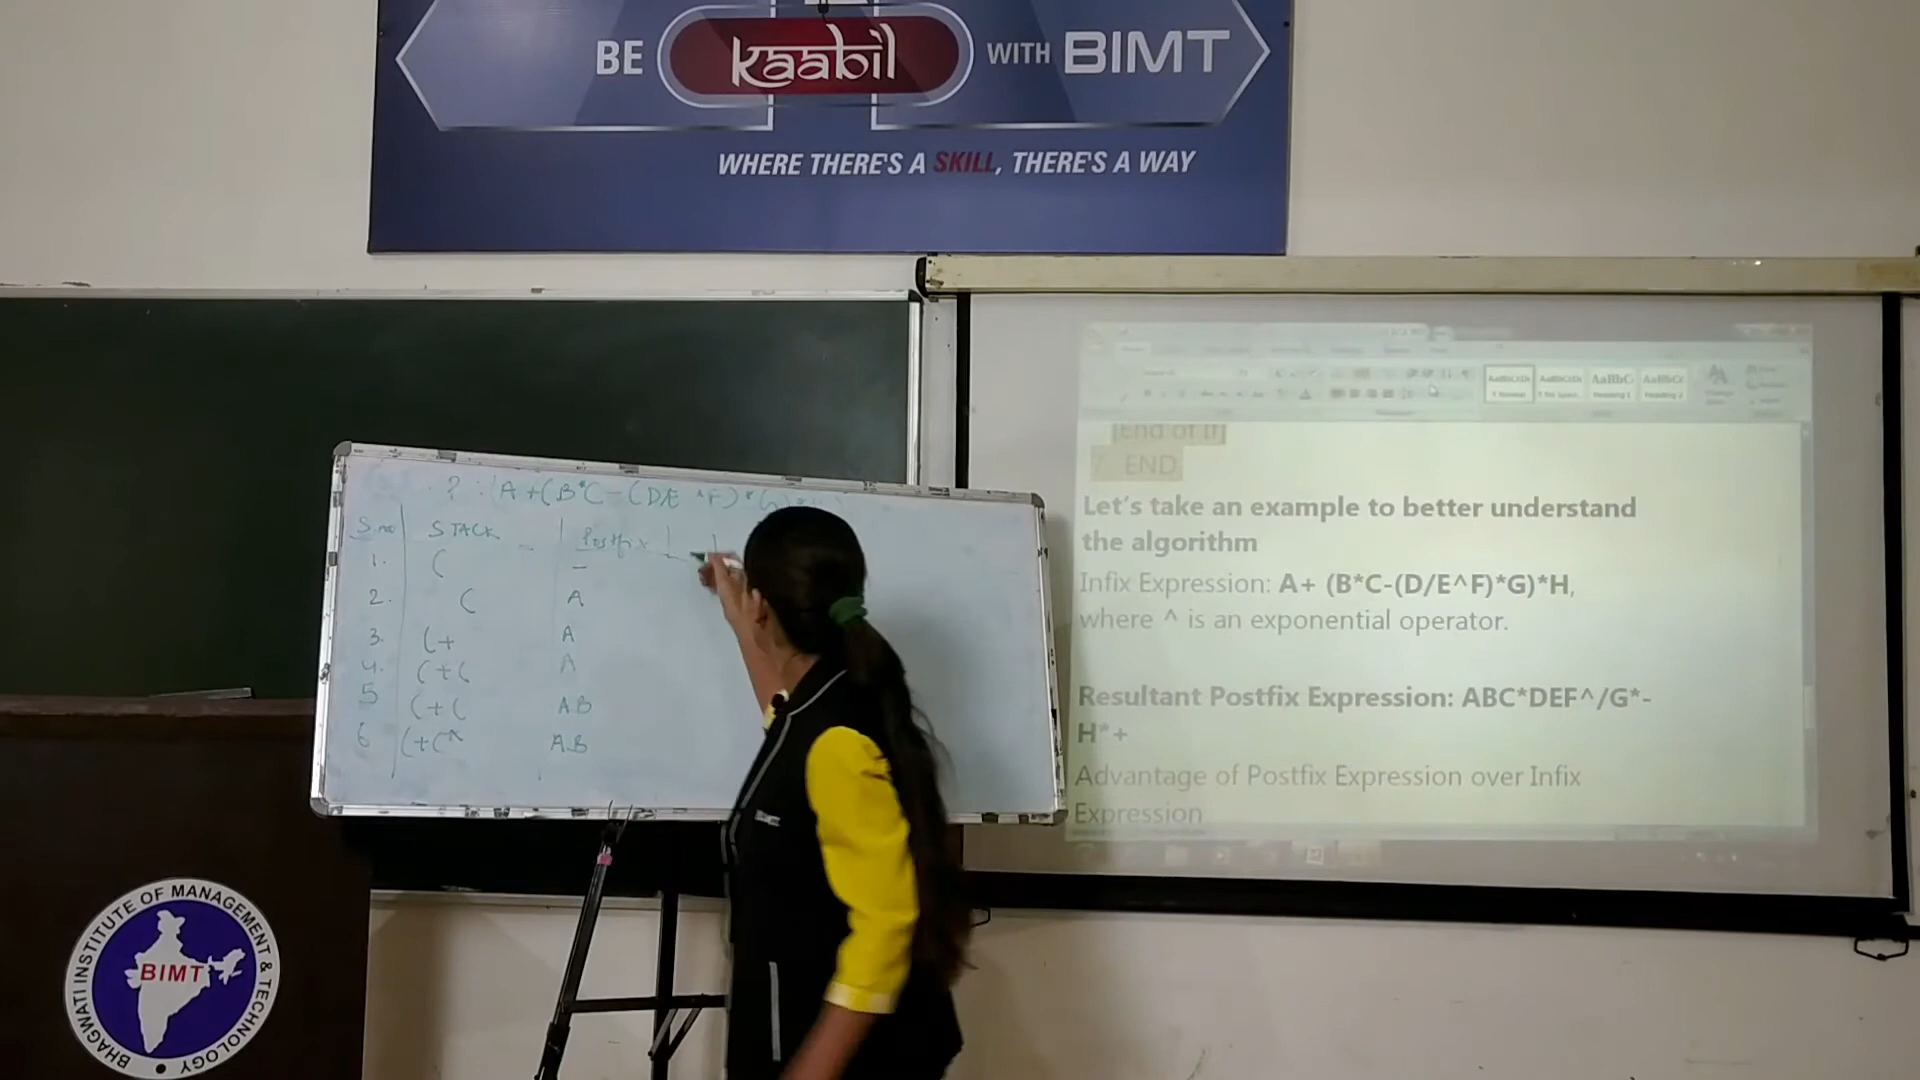 BE kaabil WITH BIMT
WHERE THERE'S A SKILL, THERE'S A WAY
? : (A+(B*C-(D/E^F)*G)*
S.no STACK Postfix
1. ( -
2. ( A
3. (+ A
4. (+( A
5 (+( AB
6 (+(* AB
[End of If]
7. END
Let's take an example to better understand
the algorithm
Infix Expression: A+ (B*C-(D/E^F)*G)*H,
where ^ is an exponential operator.
Resultant Postfix Expression: ABC*DEF^/G*-
H*+
Advantage of Postfix Expression over Infix
Expression
BHAGWATI INSTITUTE OF MANAGEMENT & TECHNOLOGY
BIMT